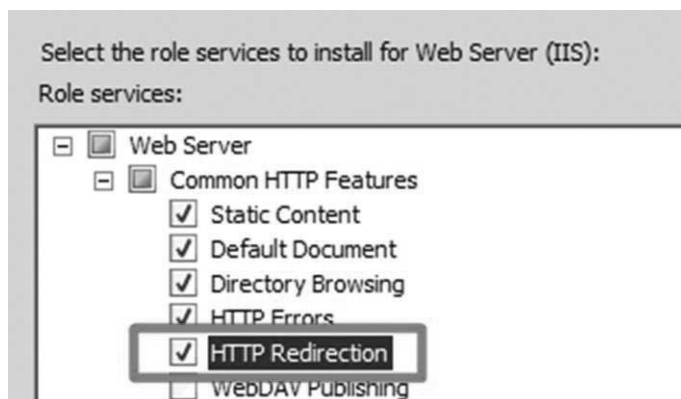 Select the role services to install for Web Server (IIS):
Role services:
Web Server
Common HTTP Features
Static Content
Default Document
Directory Browsing
HTTP Errors
HTTP Redirection
WebDAV Publishing